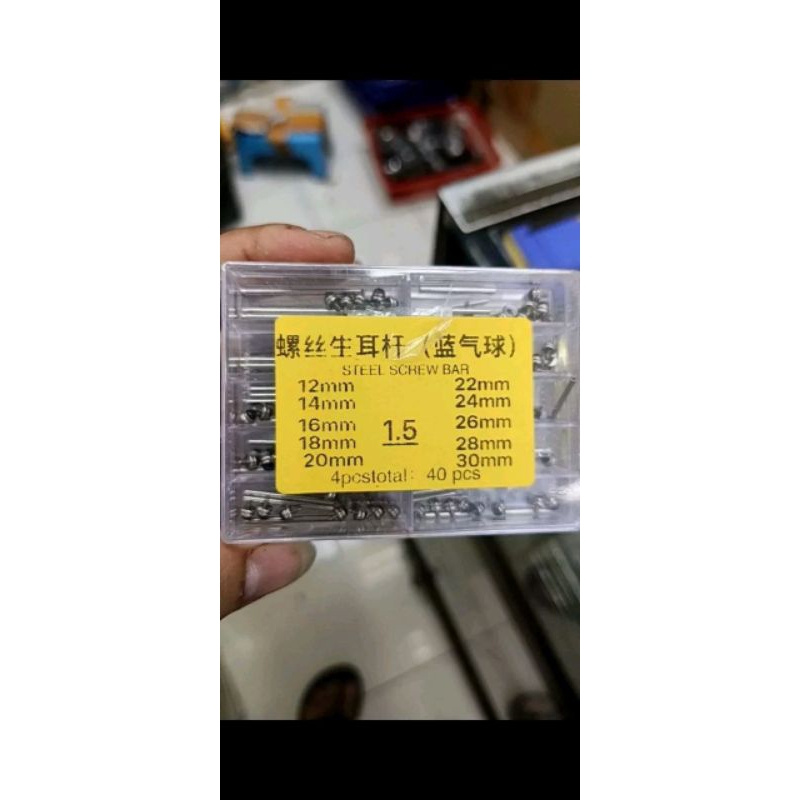 螺丝生耳杆（蓝气球）
STEEL SCREW BAR
12mm 22mm
14mm 24mm
16mm 26mm
1.5
18mm 28mm
20mm 30mm
4pcstotal: 40 pcs